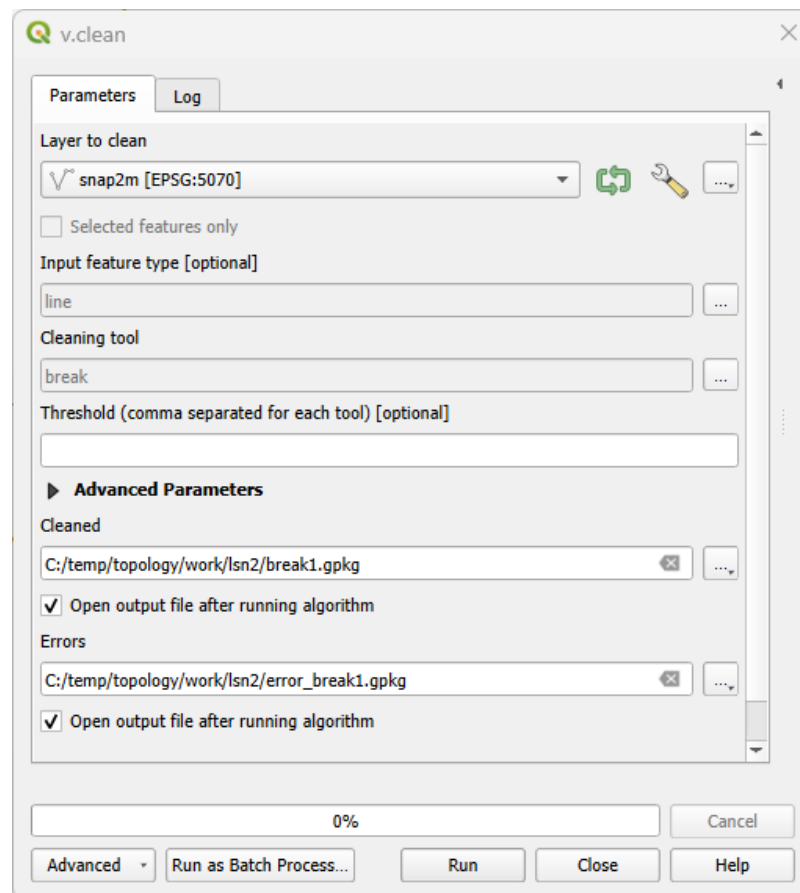 v.clean
Parameters
Log
Layer to clean
snap2m [EPSG:5070]
...
Selected features only
Input feature type [optional]
line
...
Cleaning tool
break
...
Threshold (comma separated for each tool) [optional]
Advanced Parameters
Cleaned
C:/temp/topology/work/lsn2/break1.gpkg
...
Open output file after running algorithm
Errors
C:/temp/topology/work/lsn2/error_break1.gpkg
...
Open output file after running algorithm
0%
Cancel
Advanced
Run as Batch Process...
Run
Close
Help